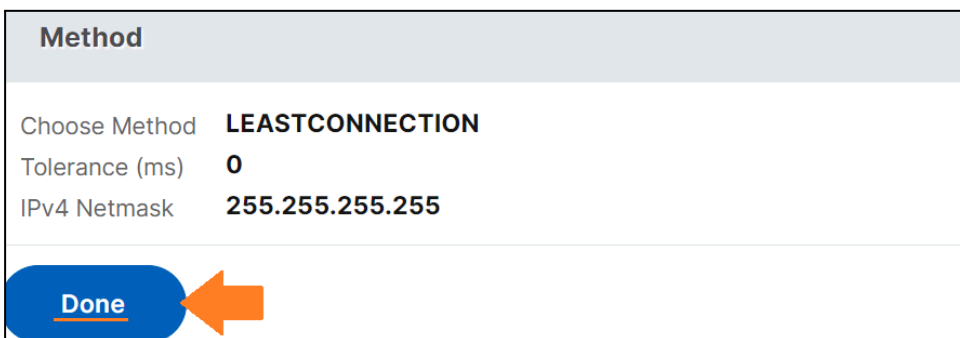 Method
Choose Method LEASTCONNECTION
Tolerance (ms) 0
IPv4 Netmask 255.255.255.255
Done